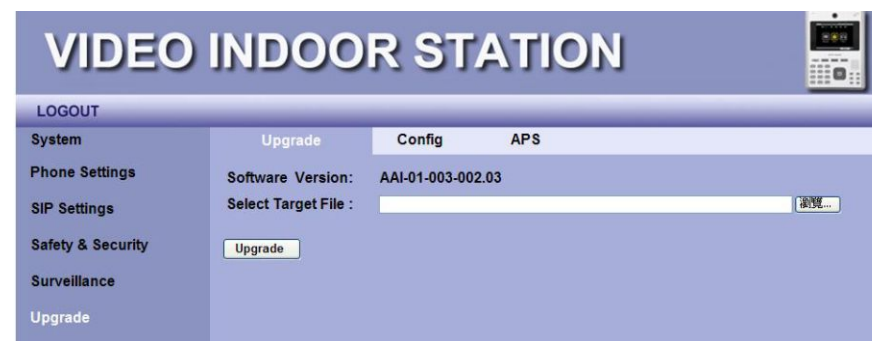 VIDEO INDOOR STATION
LOGOUT
System
Upgrade Config APS
Phone Settings
Software Version: AAI-01-003-002.03
SIP Settings
Select Target File : 瀏覽...
Safety & Security
Upgrade
Surveillance
Upgrade